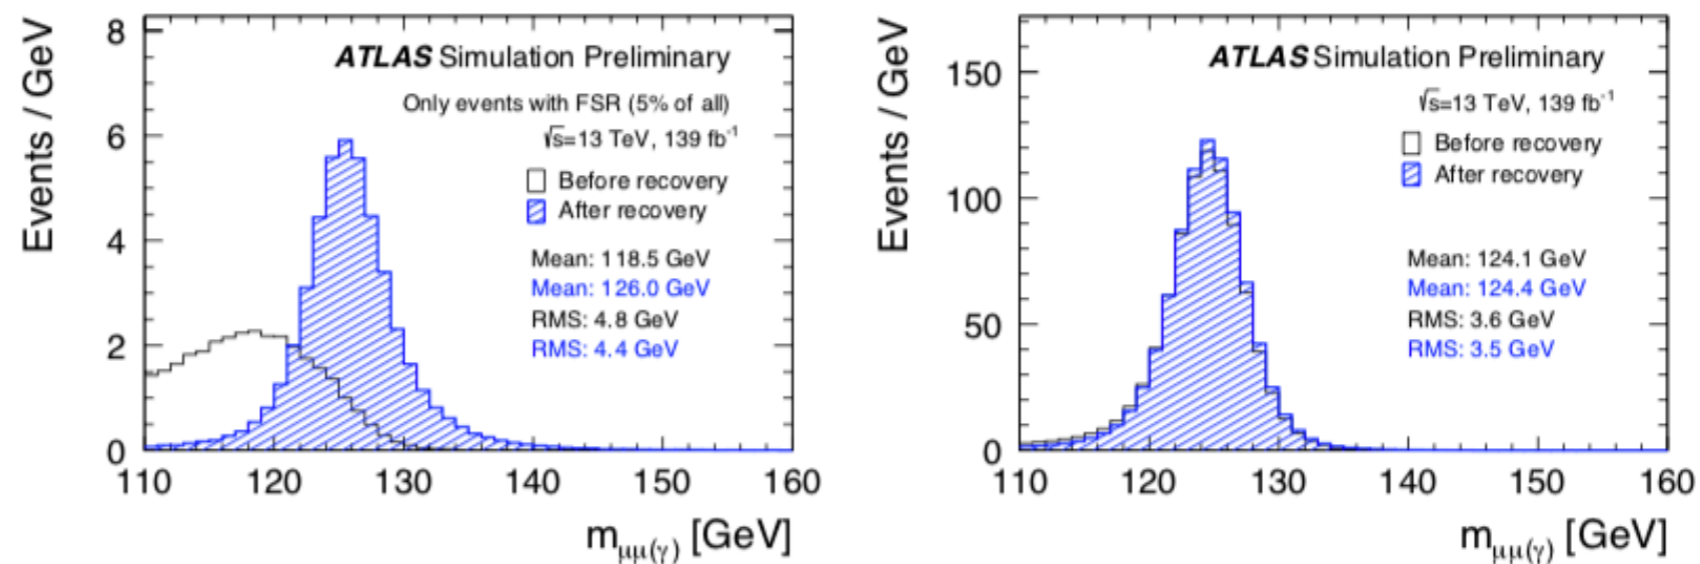 Events / GeV
8
6
4
2
0
ATLAS Simulation Preliminary
Only events with FSR (5% of all)
√s=13 TeV, 139 fb⁻¹
Before recovery
After recovery
Mean: 118.5 GeV
Mean: 126.0 GeV
RMS: 4.8 GeV
RMS: 4.4 GeV
110 120 130 140 150 160
mμμ(γ) [GeV]
Events / GeV
150
100
50
0
ATLAS Simulation Preliminary
√s=13 TeV, 139 fb⁻¹
Before recovery
After recovery
Mean: 124.1 GeV
Mean: 124.4 GeV
RMS: 3.6 GeV
RMS: 3.5 GeV
110 120 130 140 150 160
mμμ(γ) [GeV]